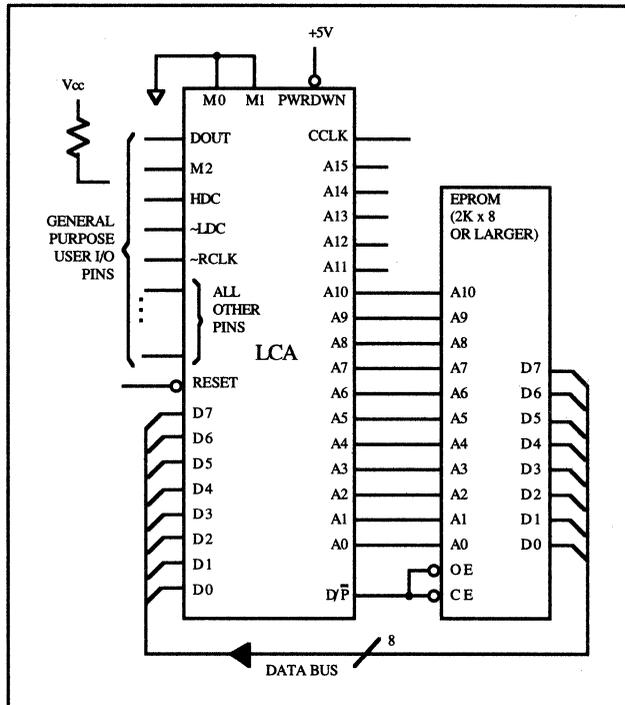 +5V
Vcc
M0 M1 PWRDWN
DOUT
M2
HDC
~LDC
~RCLK
GENERAL
PURPOSE
USER I/O
PINS
ALL
OTHER
PINS
LCA
RESET
D7
D6
D5
D4
D3
D2
D1
D0
CCLK
A15
A14
A13
A12
A11
A10
A9
A8
A7
A6
A5
A4
A3
A2
A1
A0
D/P̅
EPROM
(2K x 8
OR LARGER)
A10
A9
A8
A7
A6
A5
A4
A3
A2
A1
A0
OE
CE
D7
D6
D5
D4
D3
D2
D1
D0
8
DATA BUS